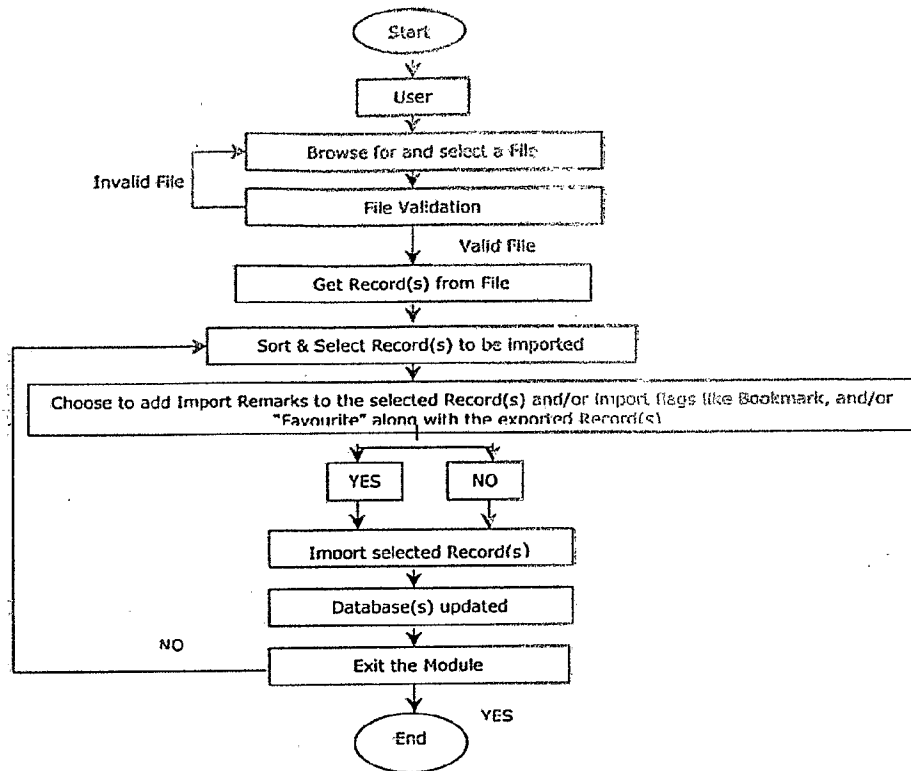 Start
User
Browse for and select a File
Invalid File
File Validation
Valid File
Get Record(s) from File
Sort & Select Record(s) to be imported
Choose to add Import Remarks to the selected Record(s) and/or Import flags like Bookmark, and/or
"Favourite" along with the exported Record(s)
YES
NO
Import selected Record(s)
Database(s) updated
NO
Exit the Module
YES
End